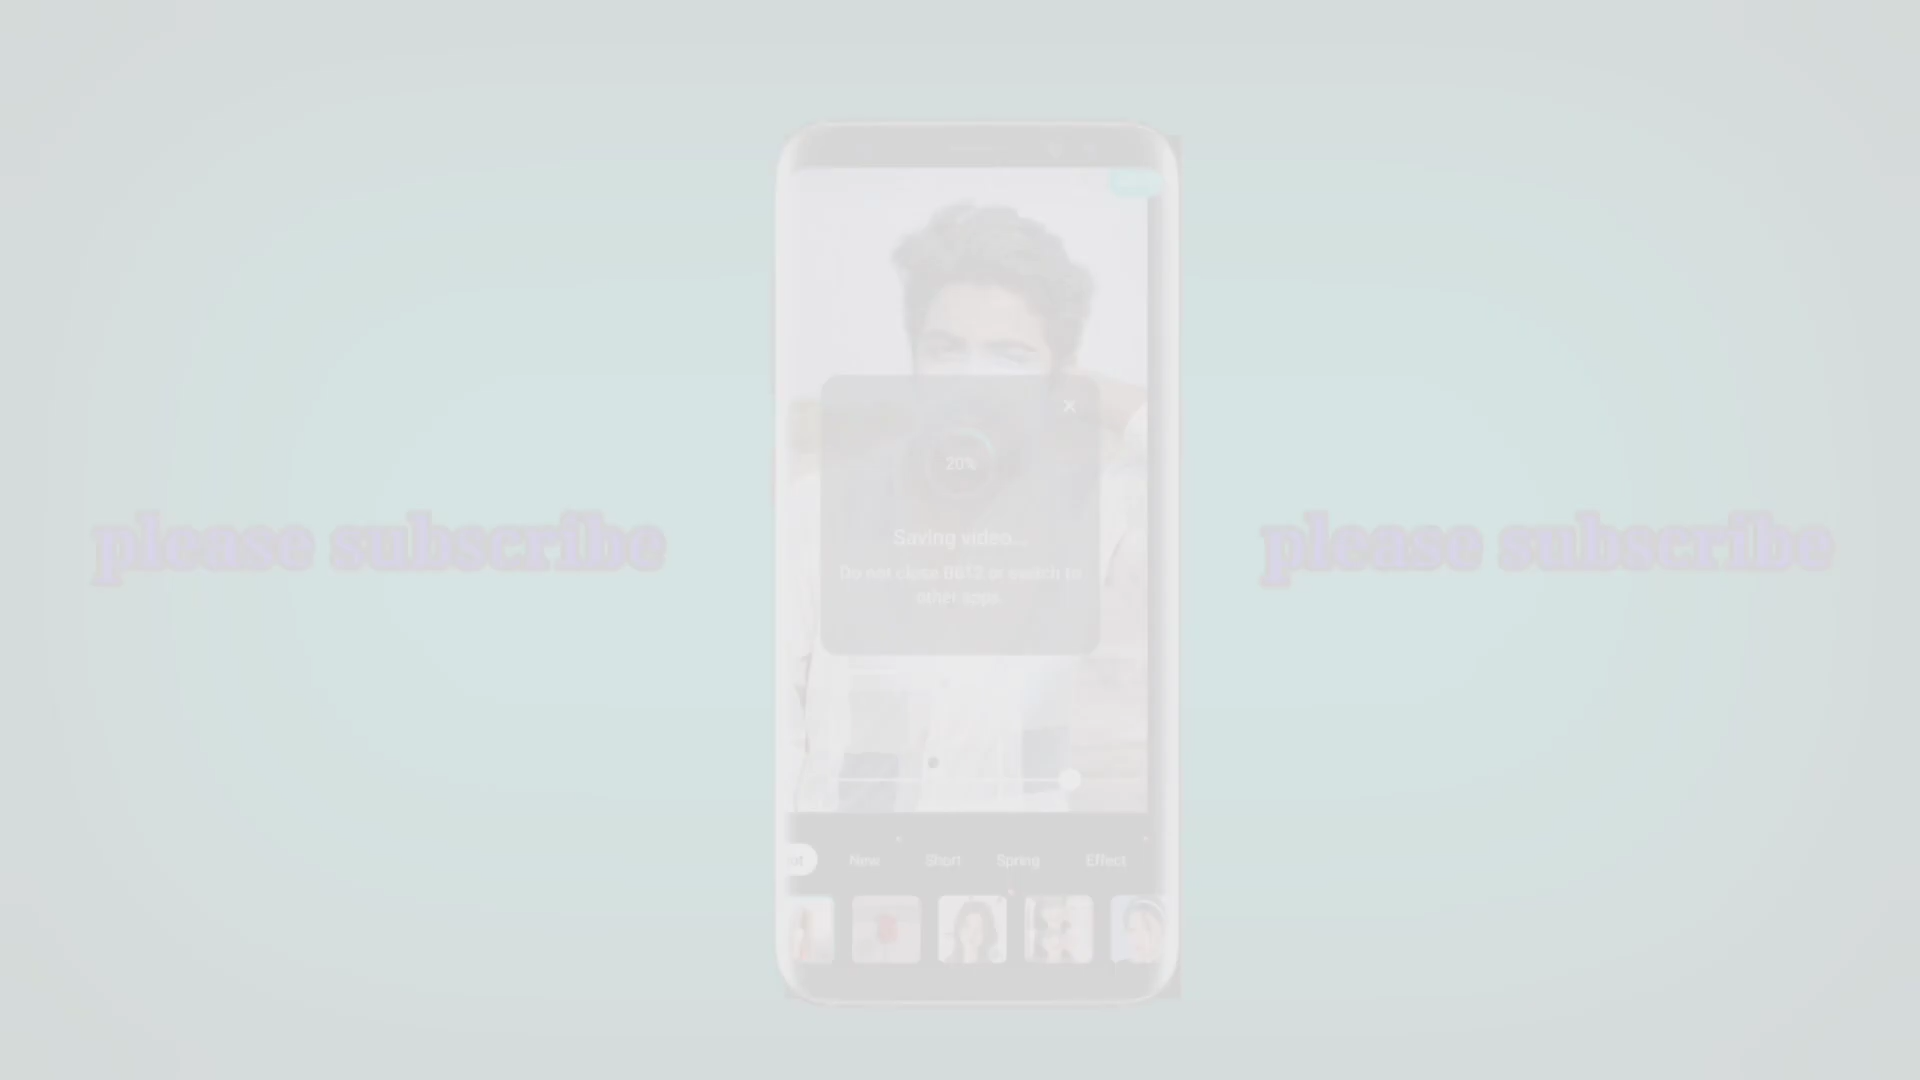 20%
Saving video...
please subscribe
please subscribe
Do not close B612 or switch to
other apps.
New
Short
Spring
Effect